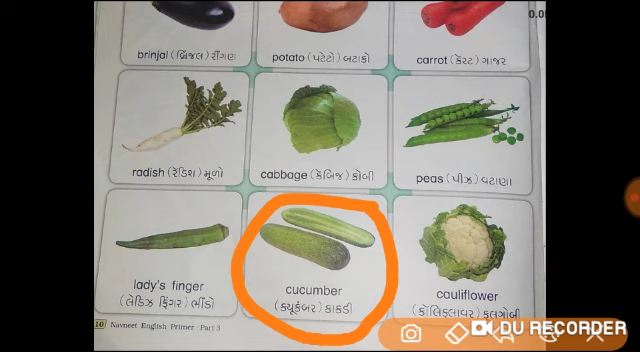 brinjal (બ્રિંજલ) રીંગણ
potato (પટેટો) બટાકો
carrot (કેરટ) ગાજર
radish (રેડિશ) મૂળો
cabbage (કેબિજ) કોબી
peas (પીઝ) વટાણા
lady's finger
(લેડિઝ ફિંગર) ભીંડો
cucumber
(ક્યૂકંબર) કાકડી
cauliflower
(કૉલિફ્લાવર) ફૂલગોબી
10 Navneet English Primer - Part 3
DU RECORDER